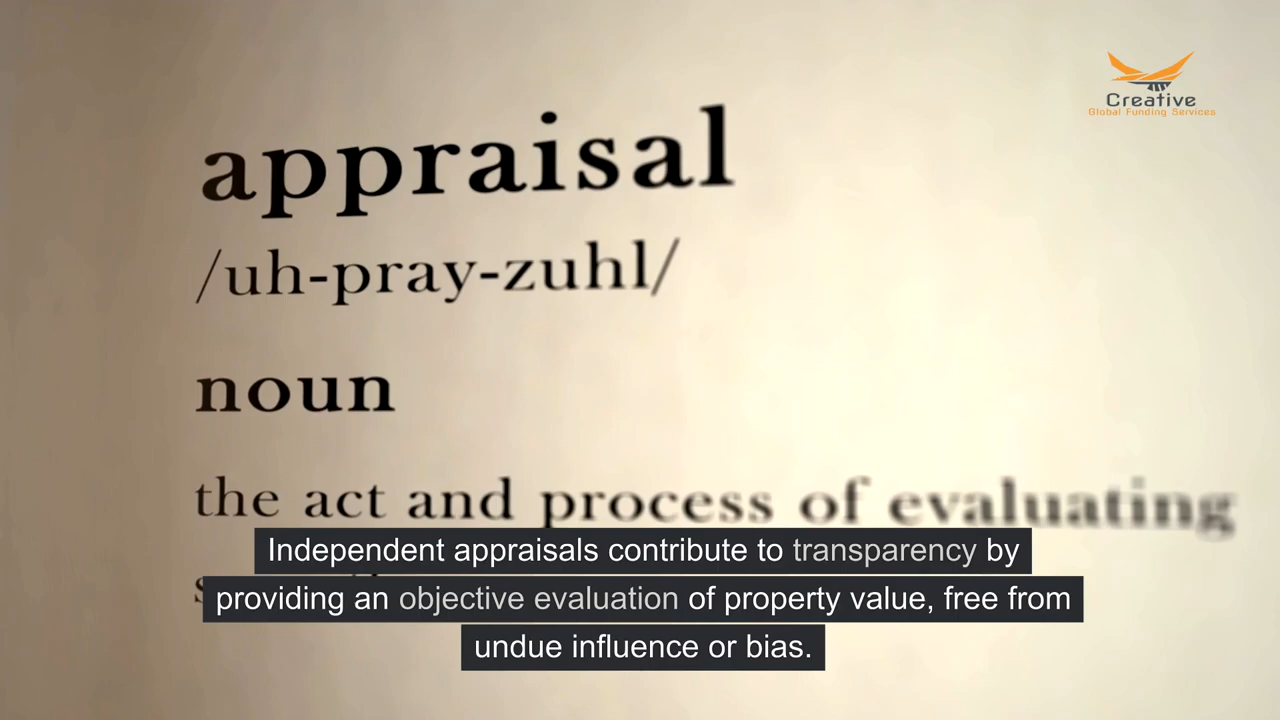 Creative
Global Funding Services
appraisal
/uh-pray-zuhl/
noun
the act and process of evaluating
Independent appraisals contribute to transparency by
providing an objective evaluation of property value, free from
undue influence or bias.